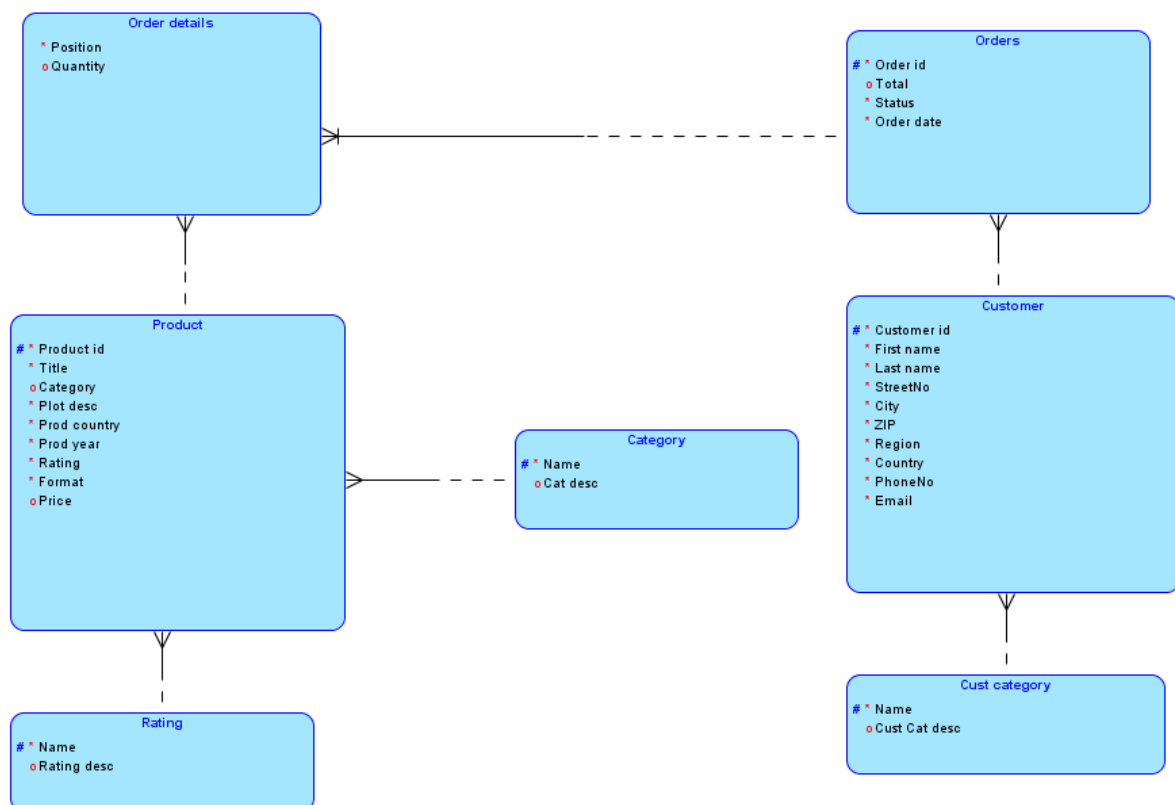 Order details
* Position
o Quantity
Orders
# * Order id
o Total
* Status
* Order date
Product
# * Product id
* Title
o Category
* Plot desc
* Prod country
* Prod year
* Rating
* Format
o Price
Category
# * Name
o Cat desc
Customer
# * Customer id
* First name
* Last name
* StreetNo
* City
* ZIP
* Region
* Country
* PhoneNo
* Email
Rating
# * Name
o Rating desc
Cust category
# * Name
o Cust Cat desc